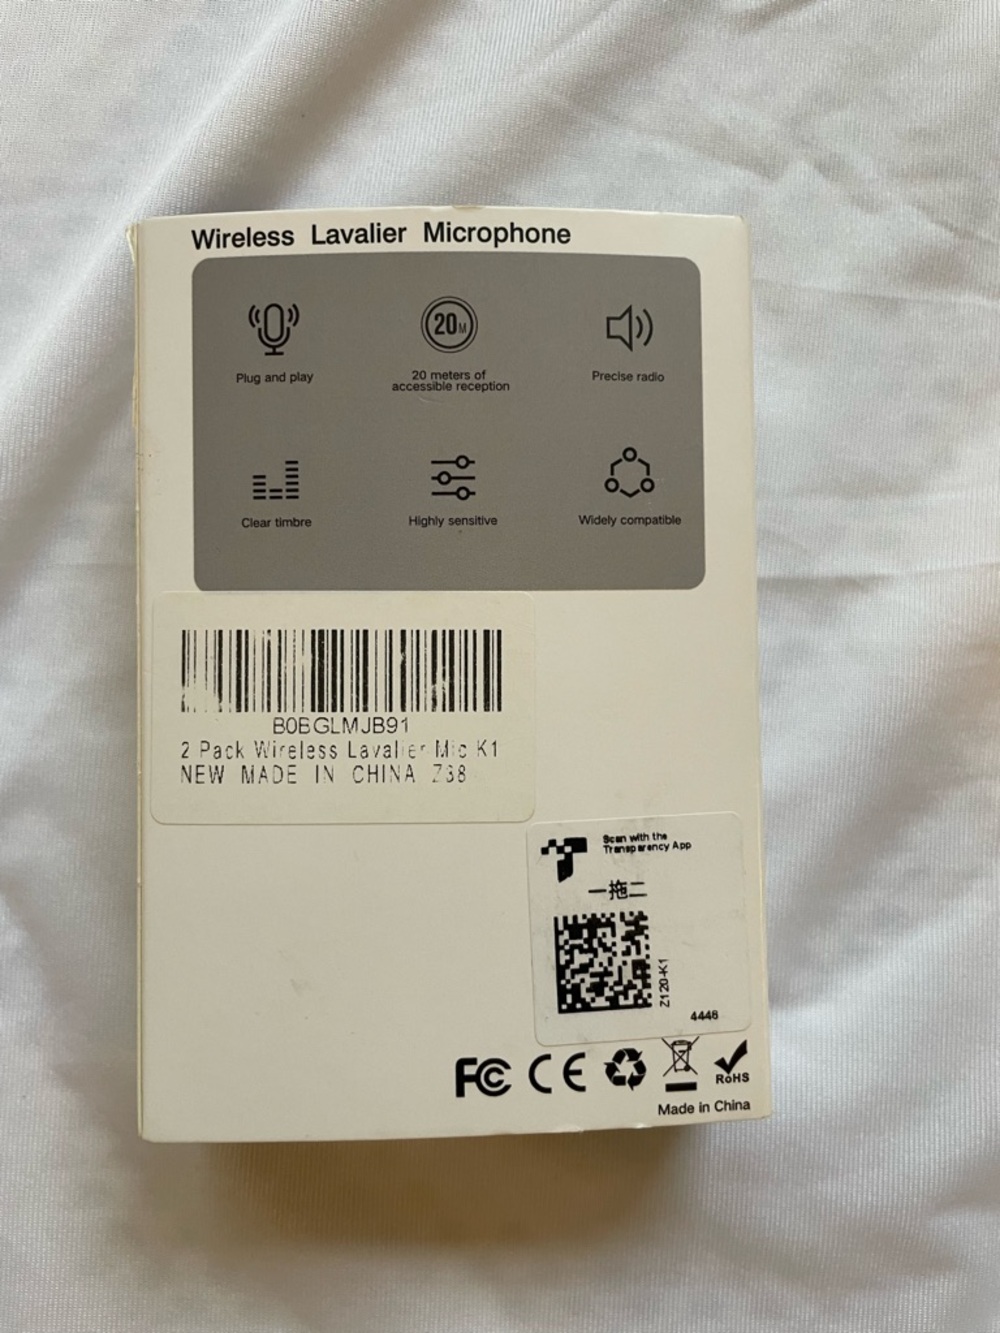 Wireless Lavalier Microphone
20M
Plug and play
20 meters of
accessible reception
Precise radio
Clear timbre
Highly sensitive
Widely compatible
B0BGLMJB91
2 Pack Wireless Lavalier Mic K1
NEW MADE IN CHINA Z38
Scan with the
Transparency App
一拖二
Z120-K1
4446
FC CE RoHS
Made in China